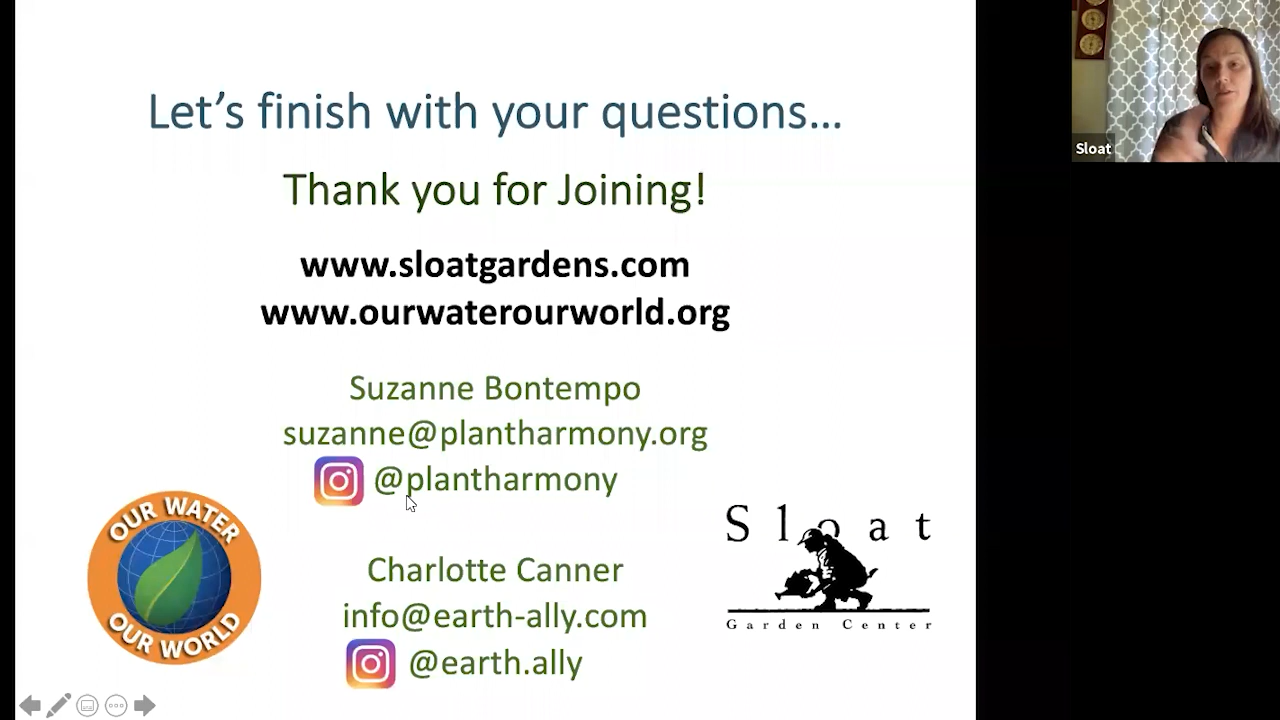 Let's finish with your questions...
Thank you for Joining!
www.sloatgardens.com
www.ourwaterourworld.org
Suzanne Bontempo
suzanne@plantharmony.org
@plantharmony
Charlotte Canner
info@earth-ally.com
@earth.ally
OUR WATER
OUR WORLD
Sloat
Garden Center
Sloat